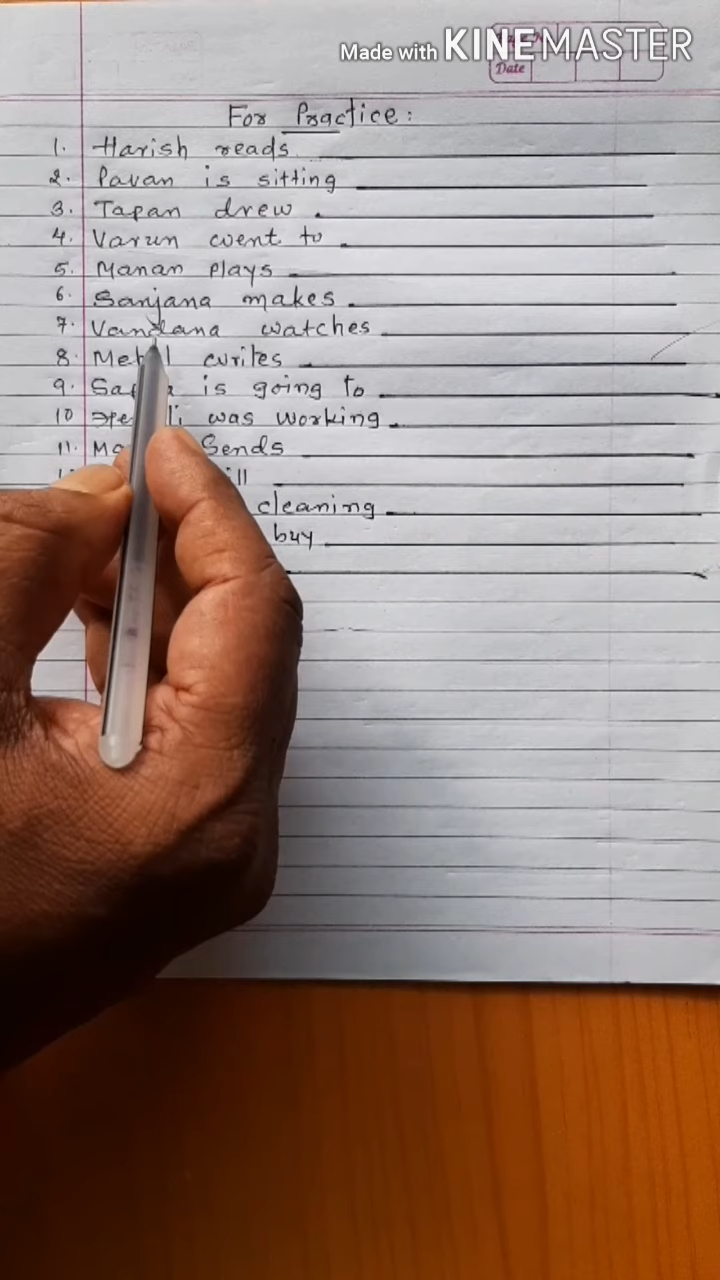 Made with KINEMASTER
Date
For Practice:
1. Harish reads
2. Pavan is sitting
3. Tapan drew
4. Varun went to
5. Manan plays
6. Sanjana makes
7. Vandana watches
8. writes
9. is going to
10 was working
11. Sends
cleaning
buy